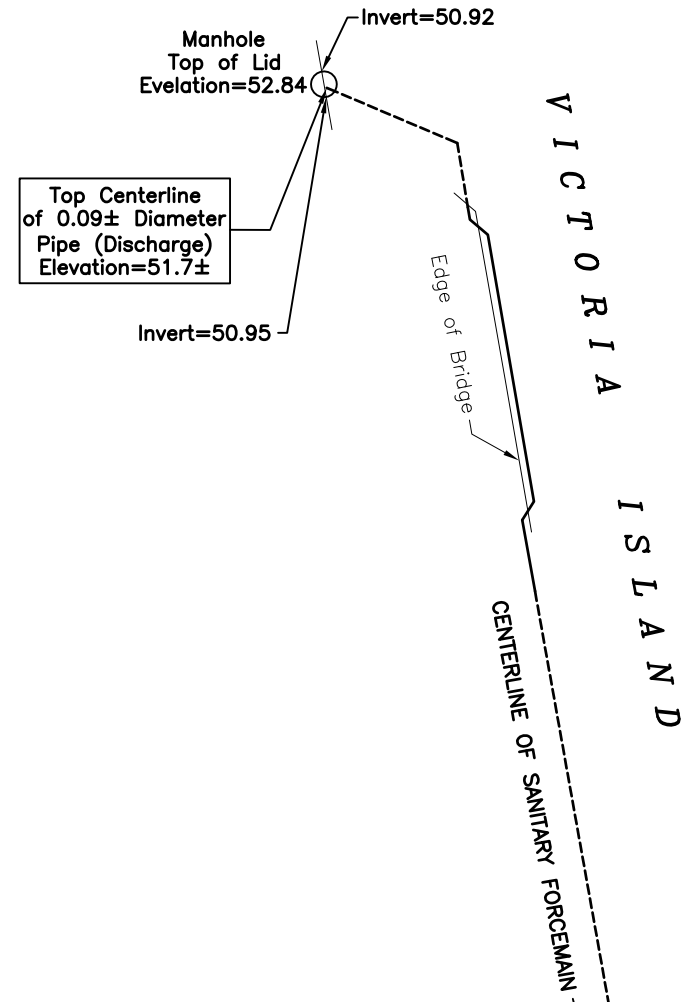 Invert=50.92
Manhole
Top of Lid
Evelation=52.84
Top Centerline
of 0.09± Diameter
Pipe (Discharge)
Elevation=51.7±
Invert=50.95
Edge of Bridge
VICTORIA ISLAND
CENTERLINE OF SANITARY FORCEMAIN